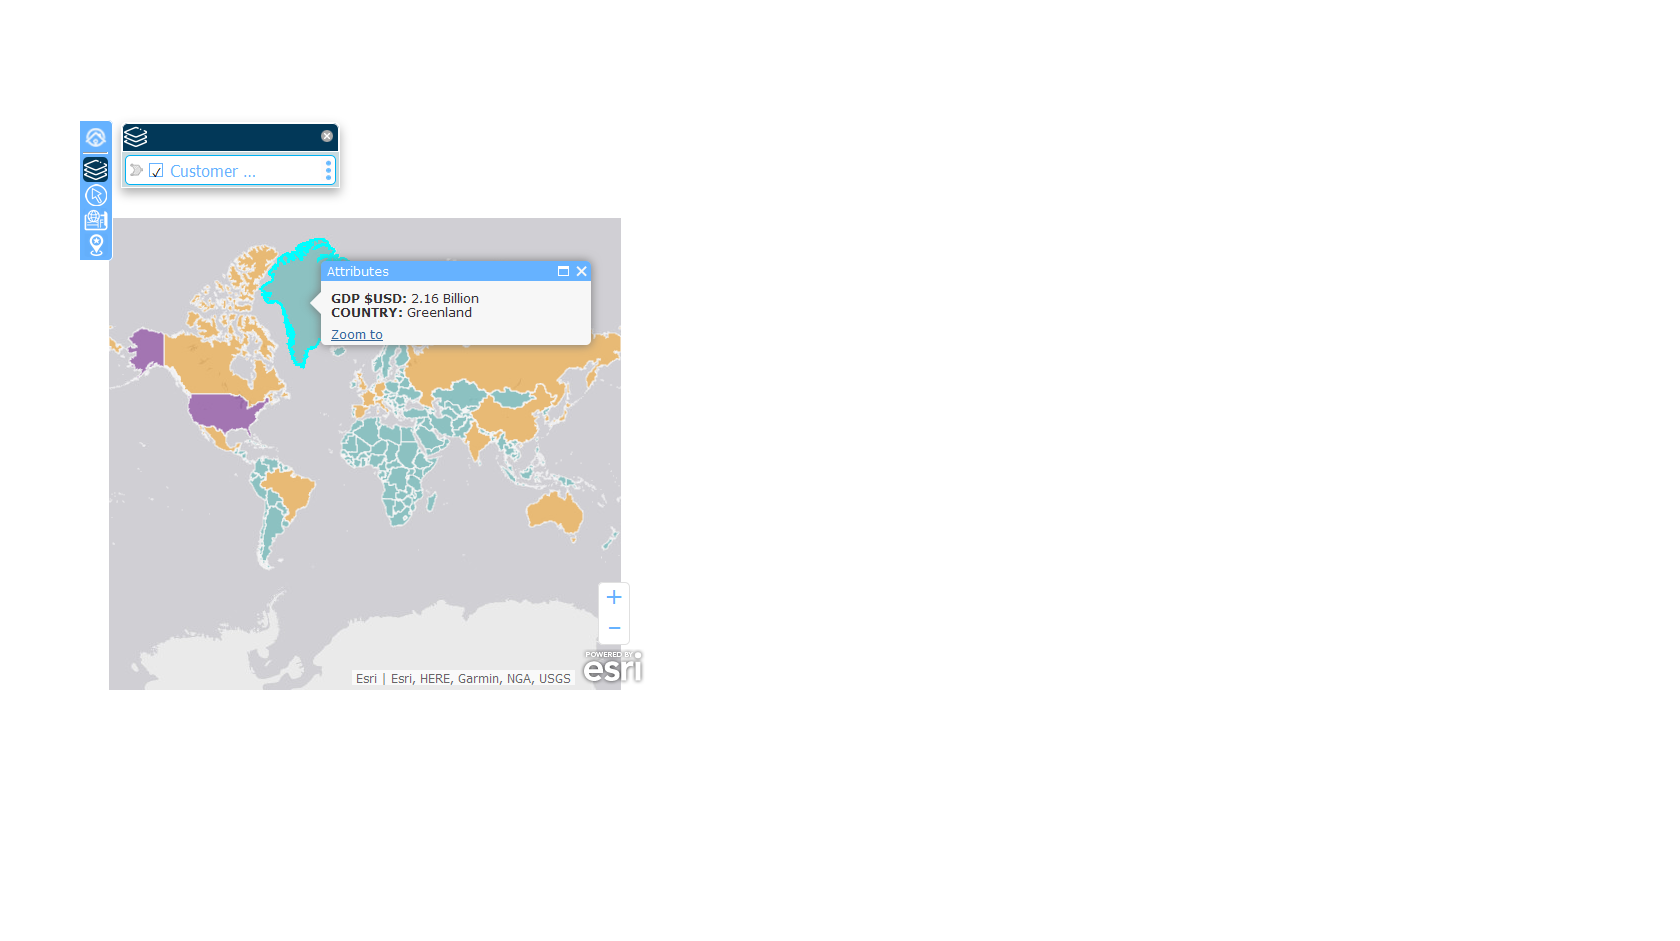 Customer ...
Attributes
GDP $USD: 2.16 Billion
COUNTRY: Greenland
Zoom to
+
−
POWERED BY
esri
Esri | Esri, HERE, Garmin, NGA, USGS